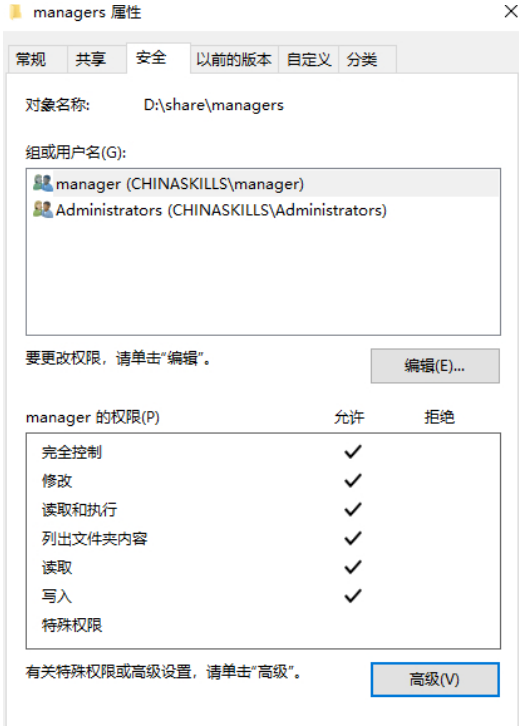 managers 属性
常规 共享 安全 以前的版本 自定义 分类
对象名称: D:\share\managers
组或用户名(G):
manager (CHINASKILLS\manager)
Administrators (CHINASKILLS\Administrators)
要更改权限，请单击“编辑”。
编辑(E)...
manager 的权限(P) 允许 拒绝
完全控制
修改
读取和执行
列出文件夹内容
读取
写入
特殊权限
有关特殊权限或高级设置，请单击“高级”。
高级(V)